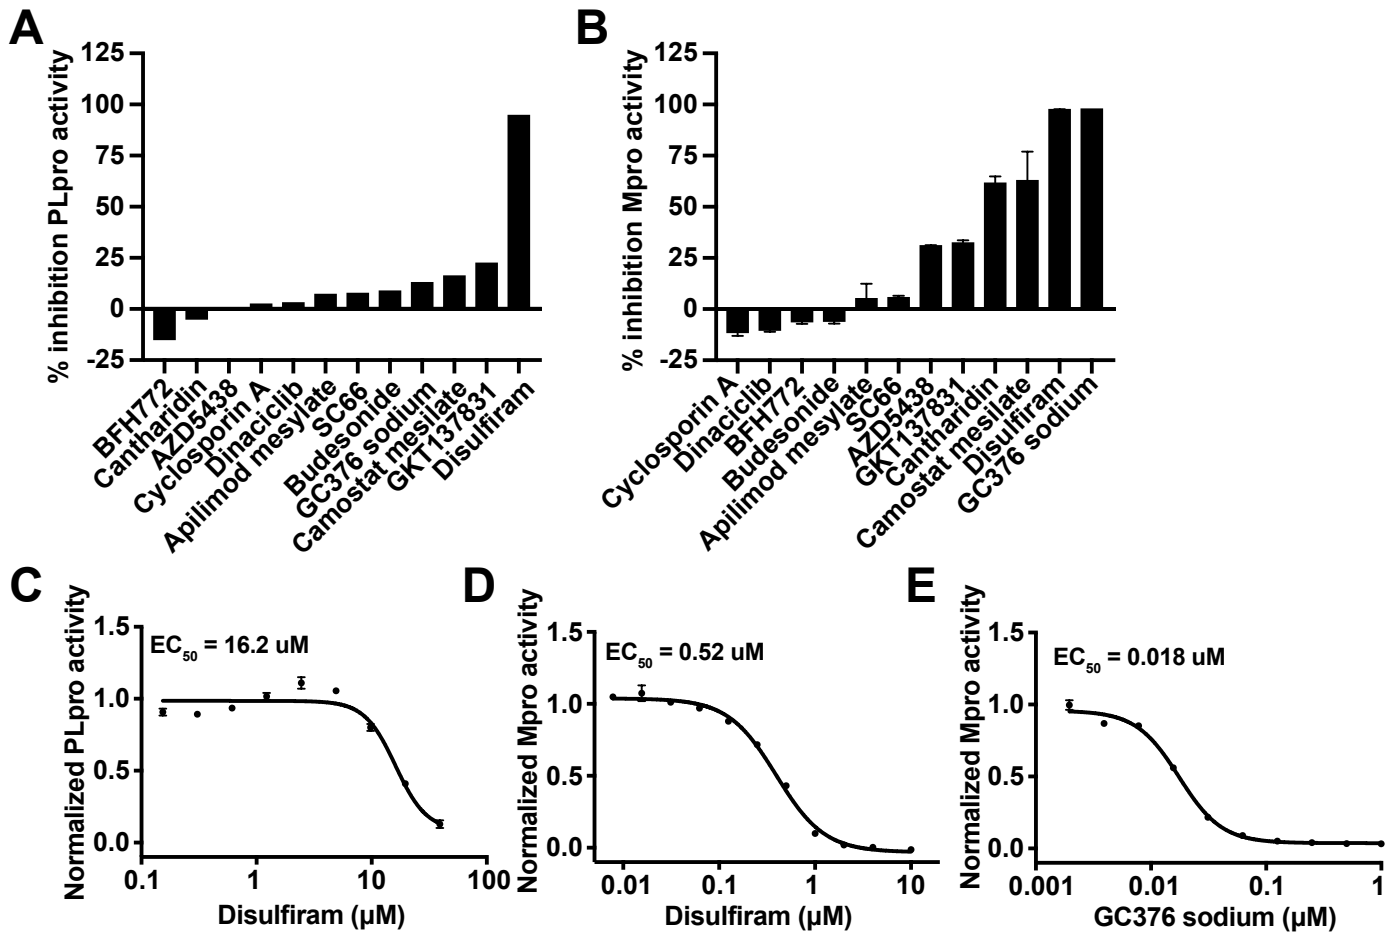 A
% inhibition PLpro activity
125
100
75
50
25
0
-25
BFH772
Cantharidin
AZD5438
Cyclosporin A
Dinaciclib
Apilimod mesylate
SC66
Budesonide
GC376 sodium
Camostat mesilate
GKT137831
Disulfiram
B
% inhibition Mpro activity
125
100
75
50
25
0
-25
Cyclosporin A
Dinaciclib
BFH772
Budesonide
Apilimod mesylate
SC66
AZD5438
GKT137831
Cantharidin
Camostat mesilate
Disulfiram
GC376 sodium
C
Normalized PLpro activity
1.5
1.0
0.5
0.0
EC50 = 16.2 uM
0.1 1 10 100
Disulfiram (µM)
D
Normalized Mpro activity
1.5
1.0
0.5
0.0
EC50 = 0.52 uM
0.01 0.1 1 10
Disulfiram (µM)
E
Normalized Mpro activity
1.5
1.0
0.5
0.0
EC50 = 0.018 uM
0.001 0.01 0.1 1
GC376 sodium (µM)